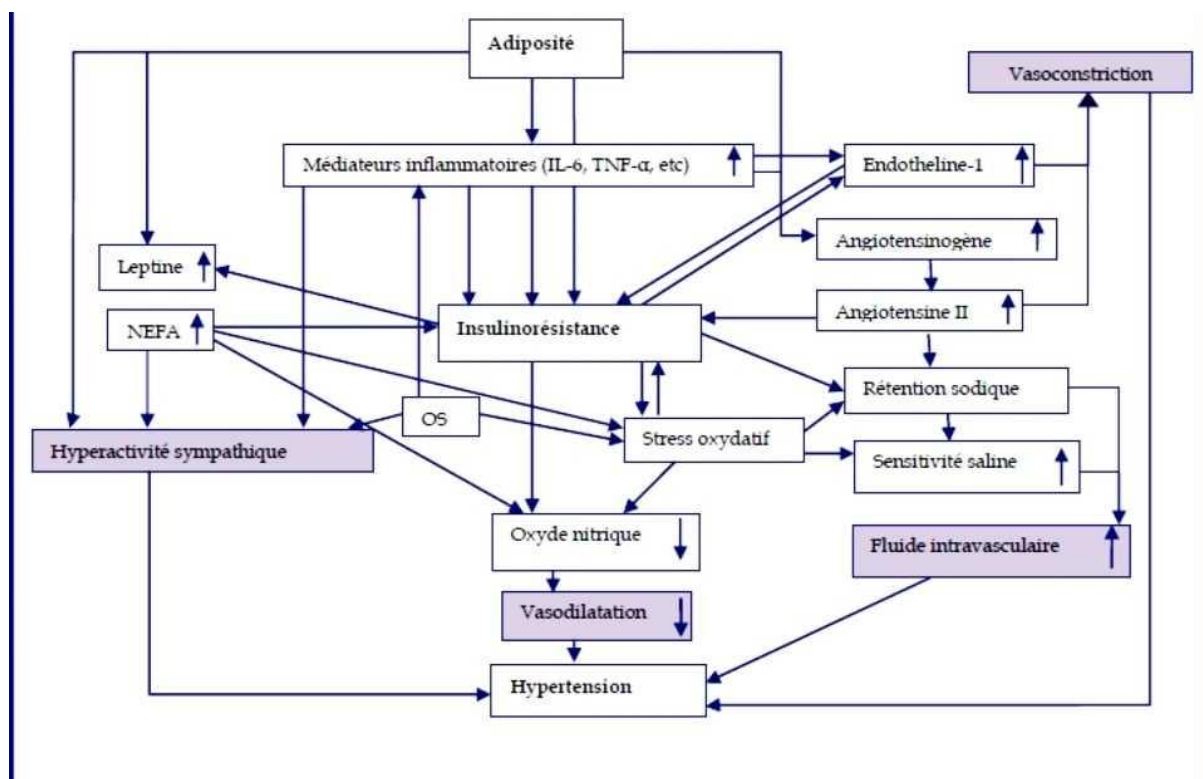 Adiposité
Vasoconstriction
Médiateurs inflammatoires (IL-6, TNF-α, etc)
Endotheline-1
Angiotensinogène
Leptine
Angiotensine II
NEFA
Insulinorésistance
Rétention sodique
OS
Stress oxydatif
Hyperactivité sympathique
Sensitivité saline
Oxyde nitrique
Fluide intravasculaire
Vasodilatation
Hypertension